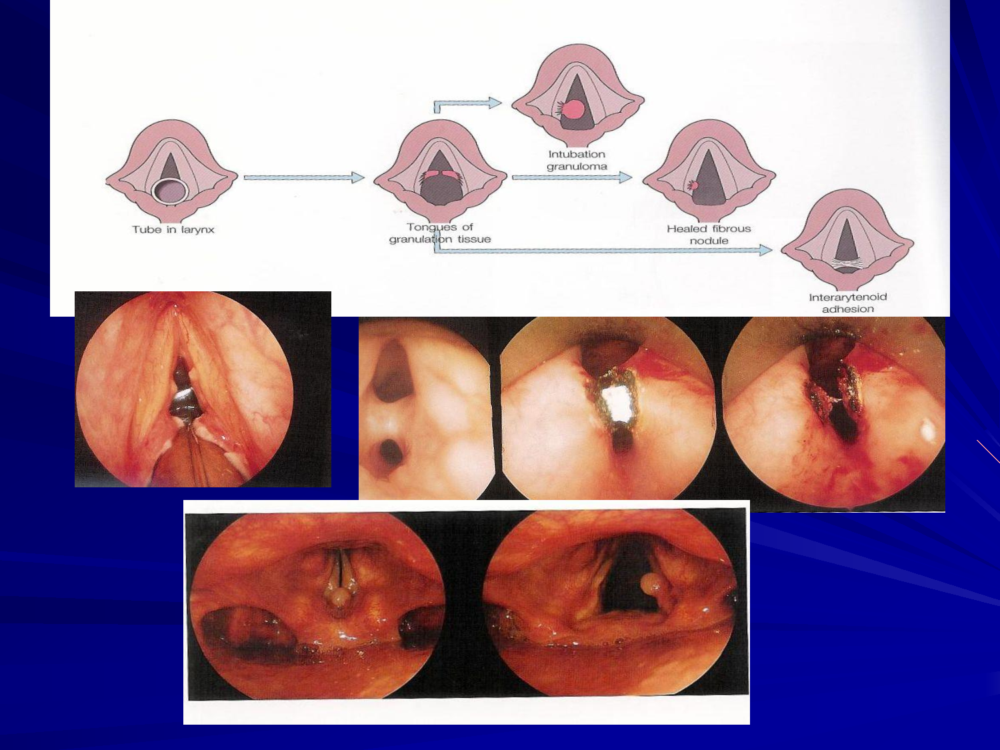 Intubation
granuloma
Tube in larynx
Tongues of
granulation tissue
Healed fibrous
nodule
Interarytenoid
adhesion